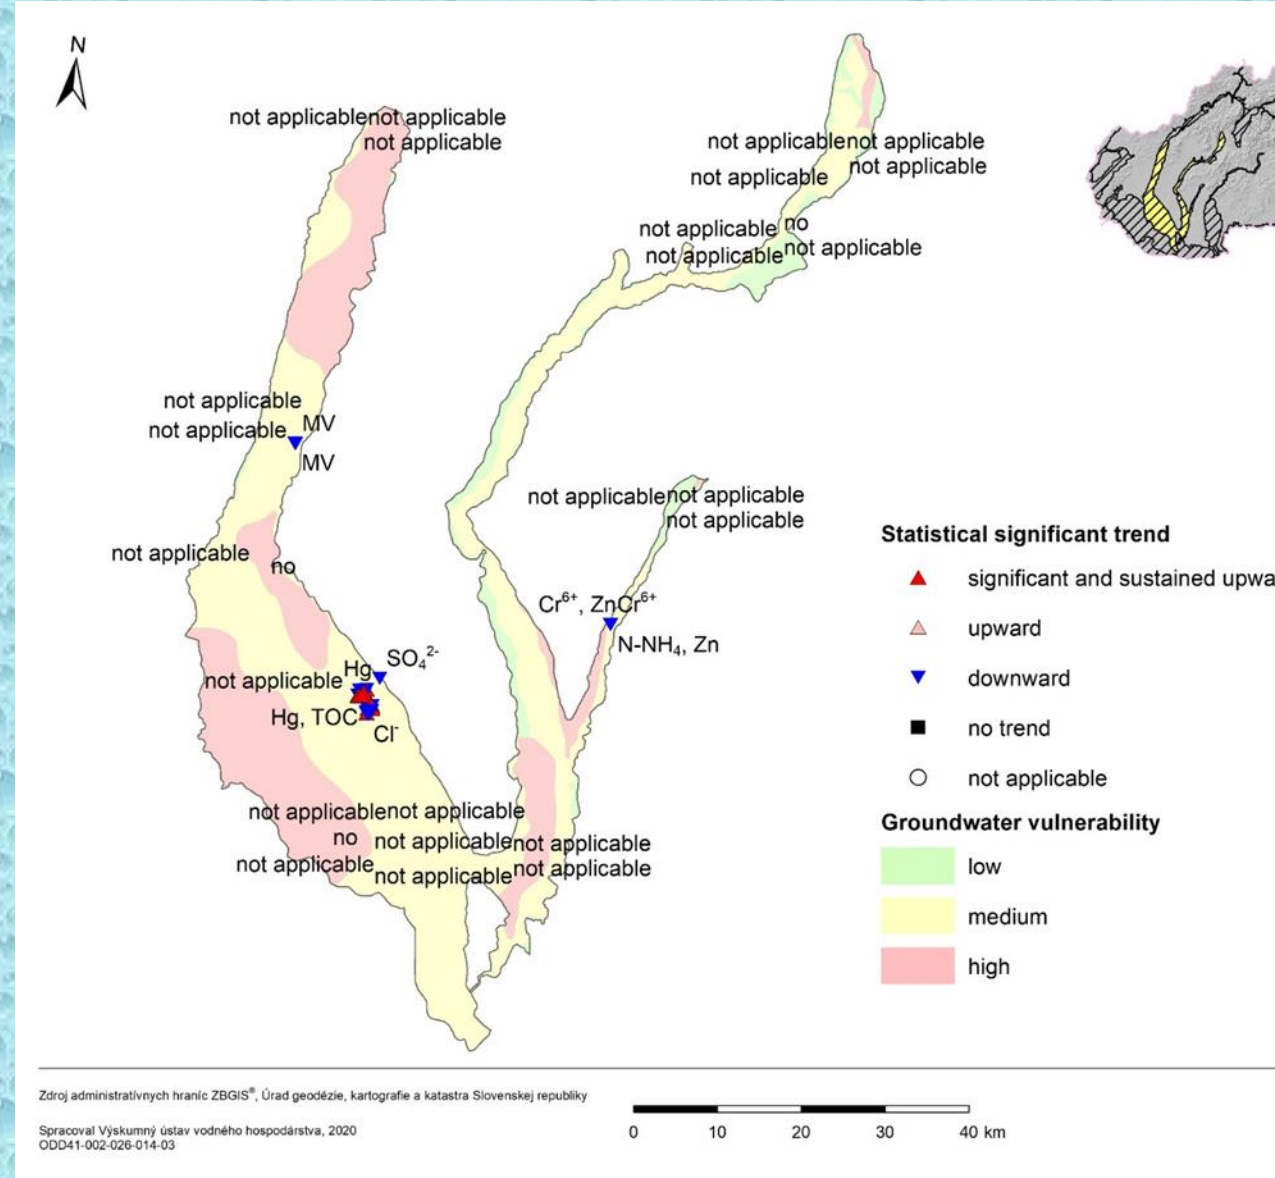 N
not applicablenot applicable
not applicable
not applicablenot applicable
not applicable
not applicable
not applicable no
not applicable not applicable
not applicable
not applicable MV
MV
not applicablenot applicable
not applicable
not applicable
no
Cr⁶⁺, ZnCr⁶⁺
N-NH₄, Zn
Hg SO₄²⁻
not applicable
Hg, TOC
Cl⁻
not applicablenot applicable
no not applicablenot applicable
not applicable not applicablenot applicable
Statistical significant trend
significant and sustained upwa
upward
downward
no trend
not applicable
Groundwater vulnerability
low
medium
high
Zdroj administratívnych hraníc ZBGIS®, Úrad geodézie, kartografie a katastra Slovenskej republiky
Spracoval Výskumný ústav vodného hospodárstva, 2020
ODD41-002-026-014-03
0 10 20 30 40 km